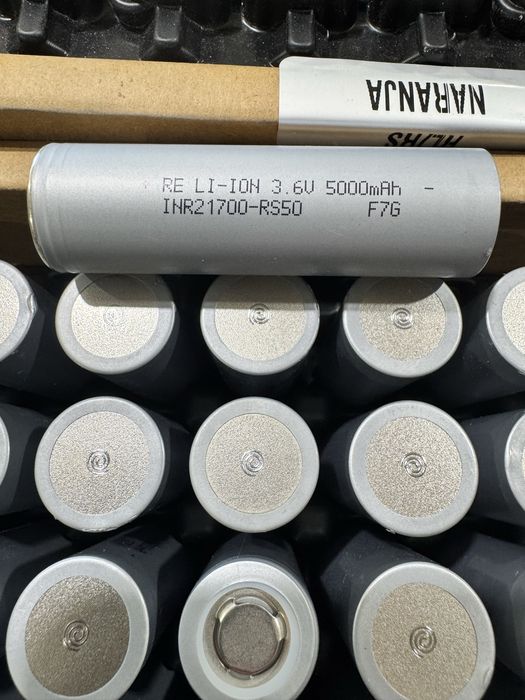 NARANJA
RE LI-ION 3.6V 5000mAh -
INR21700-RS50 F7G